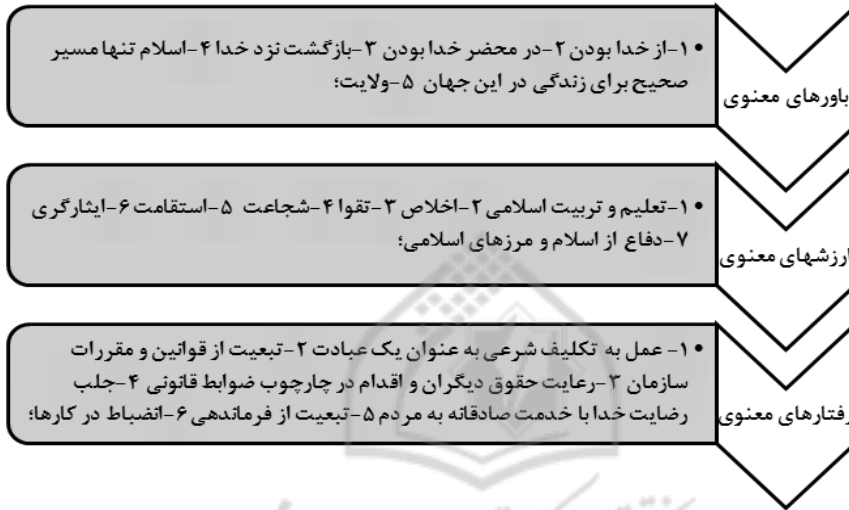 • ۱-از خدا بودن ۲-در محضر خدا بودن ۳-بازگشت نزد خدا ۴-اسلام تنها مسیر
صحیح برای زندگی در این جهان ۵-ولایت؛
باورهای معنوی
• ۱-تعلیم و تربیت اسلامی ۲-اخلاص ۳-تقوا ۴-شجاعت ۵-استقامت ۶-ایثارگری
۷-دفاع از اسلام و مرزهای اسلامی؛
ارزشهای معنوی
• ۱- عمل به تکلیف شرعی به عنوان یک عبادت ۲-تبعیت از قوانین و مقررات
سازمان ۳-رعایت حقوق دیگران و اقدام در چارچوب ضوابط قانونی ۴-جلب
رضایت خدا با خدمت صادقانه به مردم ۵-تبعیت از فرماندهی ۶-انضباط در کارها؛
رفتارهای معنوی